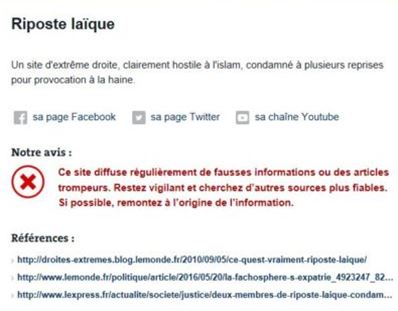 Riposte laïque
Un site d'extrême droite, clairement hostile à l'islam, condamné à plusieurs reprises
pour provocation à la haine.
sa page Facebook sa page Twitter sa chaîne Youtube
Notre avis :
Ce site diffuse régulièrement de fausses informations ou des articles
trompeurs. Restez vigilant et cherchez d'autres sources plus fiables.
Si possible, remontez à l'origine de l'information.
Références :
› http://droites-extremes.blog.lemonde.fr/2010/09/05/ce-quest-vraiment-riposte-laique/
› http://www.lemonde.fr/politique/article/2016/05/20/la-fachosphere-s-expatrie_4923247_82...
› http://www.lexpress.fr/actualite/societe/justice/deux-membres-de-riposte-laique-condam...